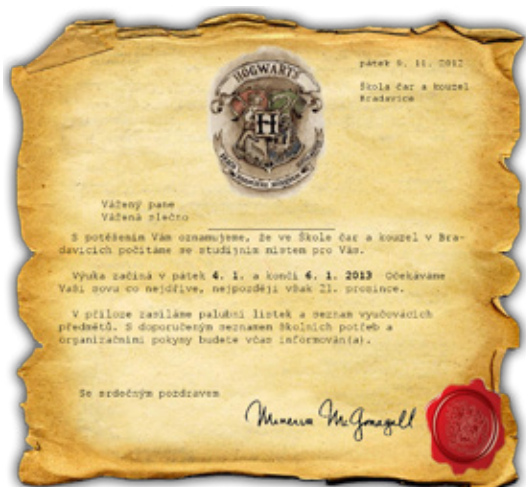 HOGWARTS
pátek 9. 11. 2012
Škola čar a kouzel
Bradavice
H
Vážený pane
Vážená slečno
S potěšením Vám oznamujeme, že ve Škole čar a kouzel v Bra-
davicích počítáme se studijním místem pro Vás.
Výuka začíná v pátek 4. 1. a končí 6. 1. 2013 Očekáváme
Vaši sovu co nejdříve, nejpozději však 21. prosince.
V příloze zasíláme palubní lístek a seznam vyučovacích
předmětů. S doporučeným seznamem školních potřeb a
organizačními pokyny budete včas informován(a).
Se srdečným pozdravem
Minerva McGonagall